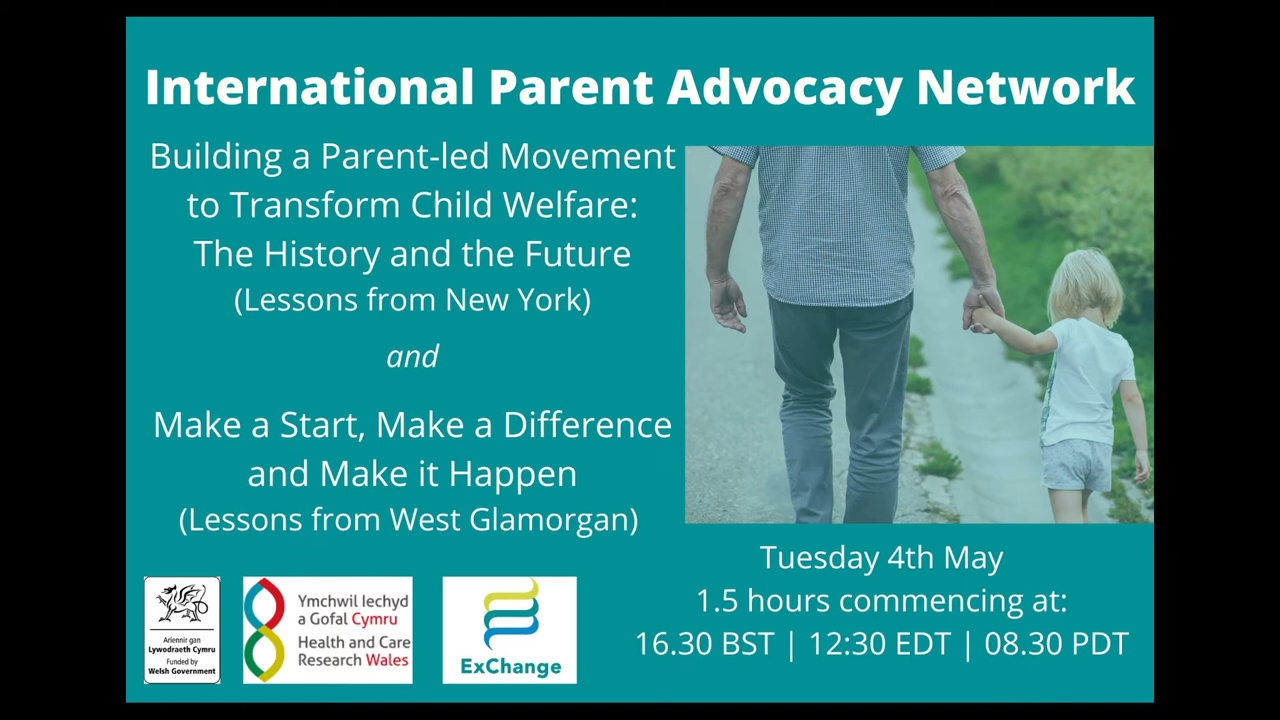 International Parent Advocacy Network
Building a Parent-led Movement
to Transform Child Welfare:
The History and the Future
(Lessons from New York)
and
Make a Start, Make a Difference
and Make it Happen
(Lessons from West Glamorgan)
Tuesday 4th May
1.5 hours commencing at:
16.30 BST | 12:30 EDT | 08.30 PDT
Ariennir gan
Lywodraeth Cymru
Funded by
Welsh Government
Ymchwil Iechyd
a Gofal Cymru
Health and Care
Research Wales
ExChange